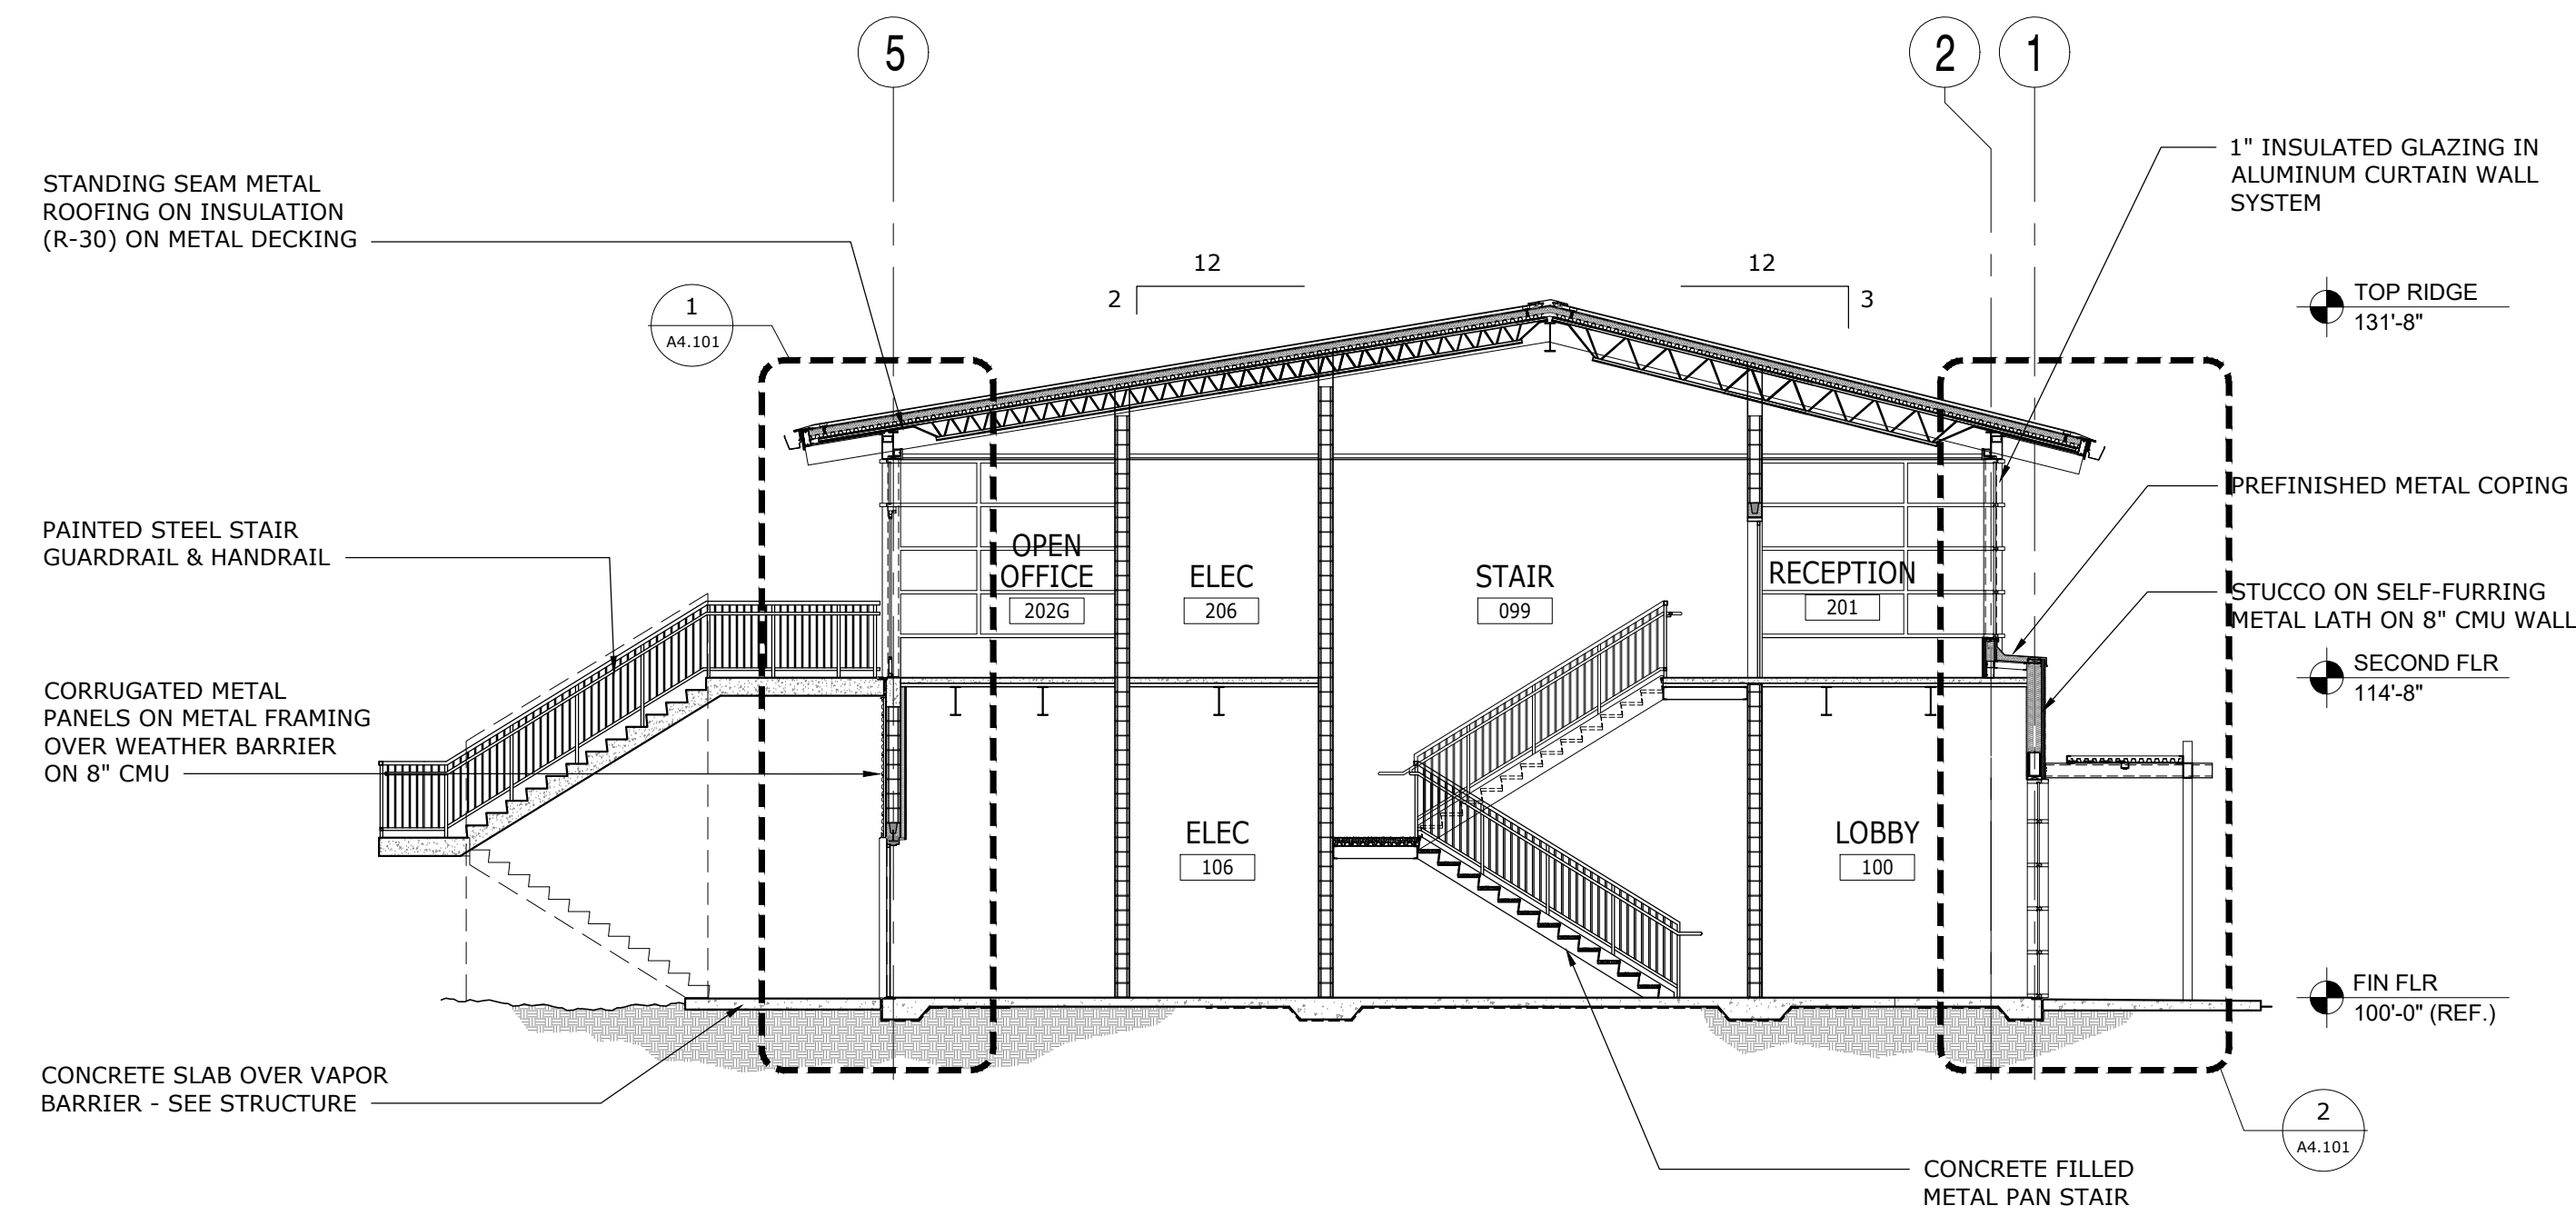 5
2
1
STANDING SEAM METAL
ROOFING ON INSULATION
(R-30) ON METAL DECKING
1" INSULATED GLAZING IN
ALUMINUM CURTAIN WALL
SYSTEM
12
2
12
3
TOP RIDGE
131'-8"
1
A4.101
PREFINISHED METAL COPING
PAINTED STEEL STAIR
GUARDRAIL & HANDRAIL
OPEN
OFFICE
202G
ELEC
206
STAIR
099
RECEPTION
201
STUCCO ON SELF-FURRING
METAL LATH ON 8" CMU WALL
SECOND FLR
114'-8"
CORRUGATED METAL
PANELS ON METAL FRAMING
OVER WEATHER BARRIER
ON 8" CMU
ELEC
106
LOBBY
100
FIN FLR
100'-0" (REF.)
CONCRETE SLAB OVER VAPOR
BARRIER - SEE STRUCTURE
2
A4.101
CONCRETE FILLED
METAL PAN STAIR